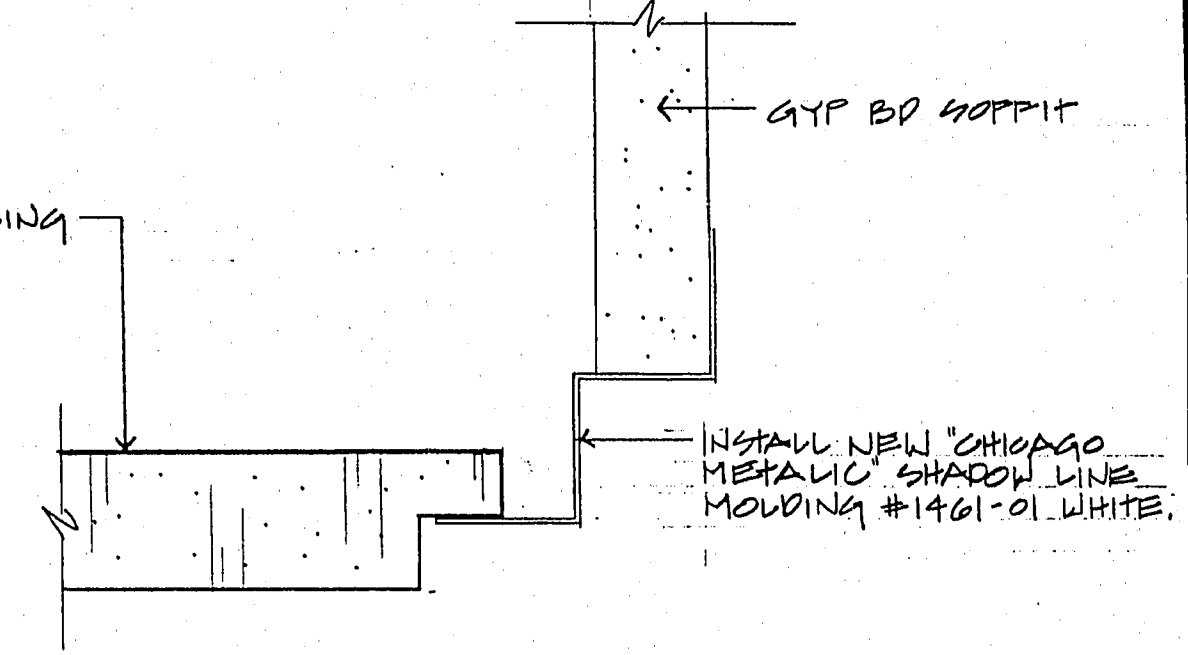 GYP BD SOFFIT
INSTALL NEW "CHICAGO
METALIC" SHADOW LINE
MOLDING #1461-01 WHITE.